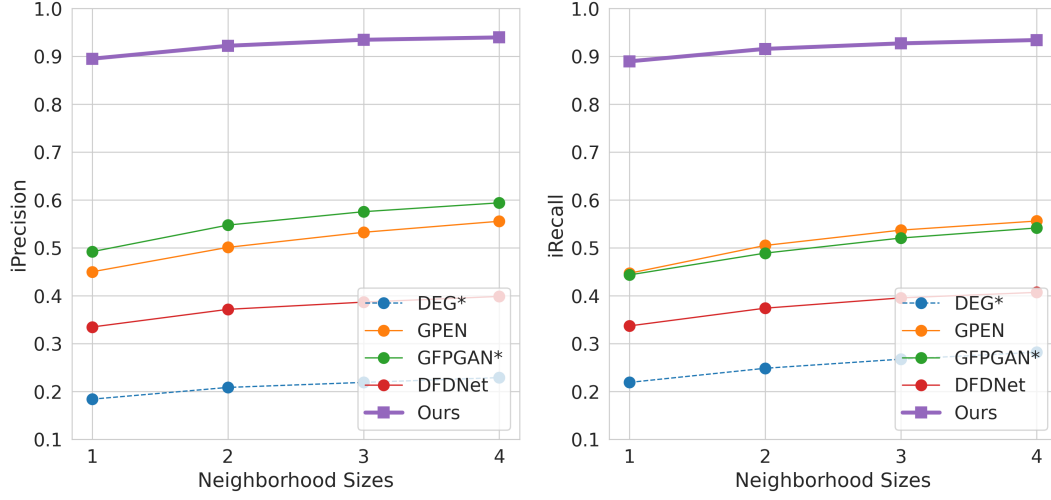 1.0
0.9
0.8
0.7
0.6
0.5
0.4
0.3
0.2
0.1
iPrecision
DEG*
GPEN
GFPGAN*
DFDNet
Ours
1 2 3 4
Neighborhood Sizes
1.0
0.9
0.8
0.7
0.6
0.5
0.4
0.3
0.2
0.1
iRecall
DEG*
GPEN
GFPGAN*
DFDNet
Ours
1 2 3 4
Neighborhood Sizes